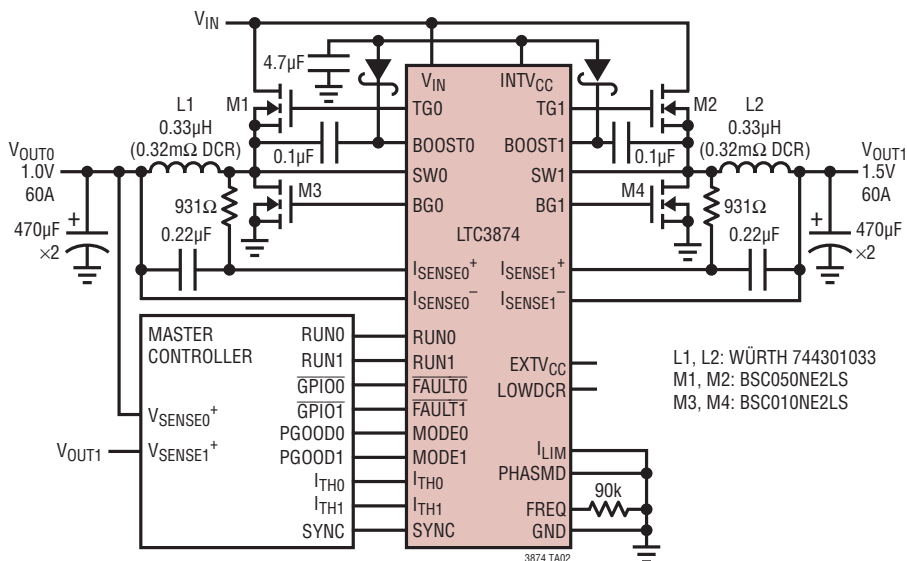 VIN
4.7µF
VIN
INTVCC
L1
0.33µH
(0.32mΩ DCR)
M1
TG0
TG1
M2
L2
0.33µH
(0.32mΩ DCR)
VOUT0
1.0V
60A
0.1µF
BOOST0
BOOST1
0.1µF
VOUT1
1.5V
60A
SW0
SW1
M3
BG0
BG1
M4
470µF
×2
+
931Ω
0.22µF
LTC3874
931Ω
0.22µF
+
470µF
×2
ISENSE0+
ISENSE1+
ISENSE0–
ISENSE1–
MASTER
CONTROLLER
RUN0
RUN1
GPIO0
GPIO1
PGOOD0
PGOOD1
ITH0
ITH1
SYNC
VSENSE0+
VSENSE1+
VOUT1
RUN0
RUN1
FAULT0
FAULT1
MODE0
MODE1
ITH0
ITH1
SYNC
EXTVCC
LOWDCR
ILIM
PHASMD
FREQ
GND
90k
L1, L2: WÜRTH 744301033
M1, M2: BSC050NE2LS
M3, M4: BSC010NE2LS
3874 TA02